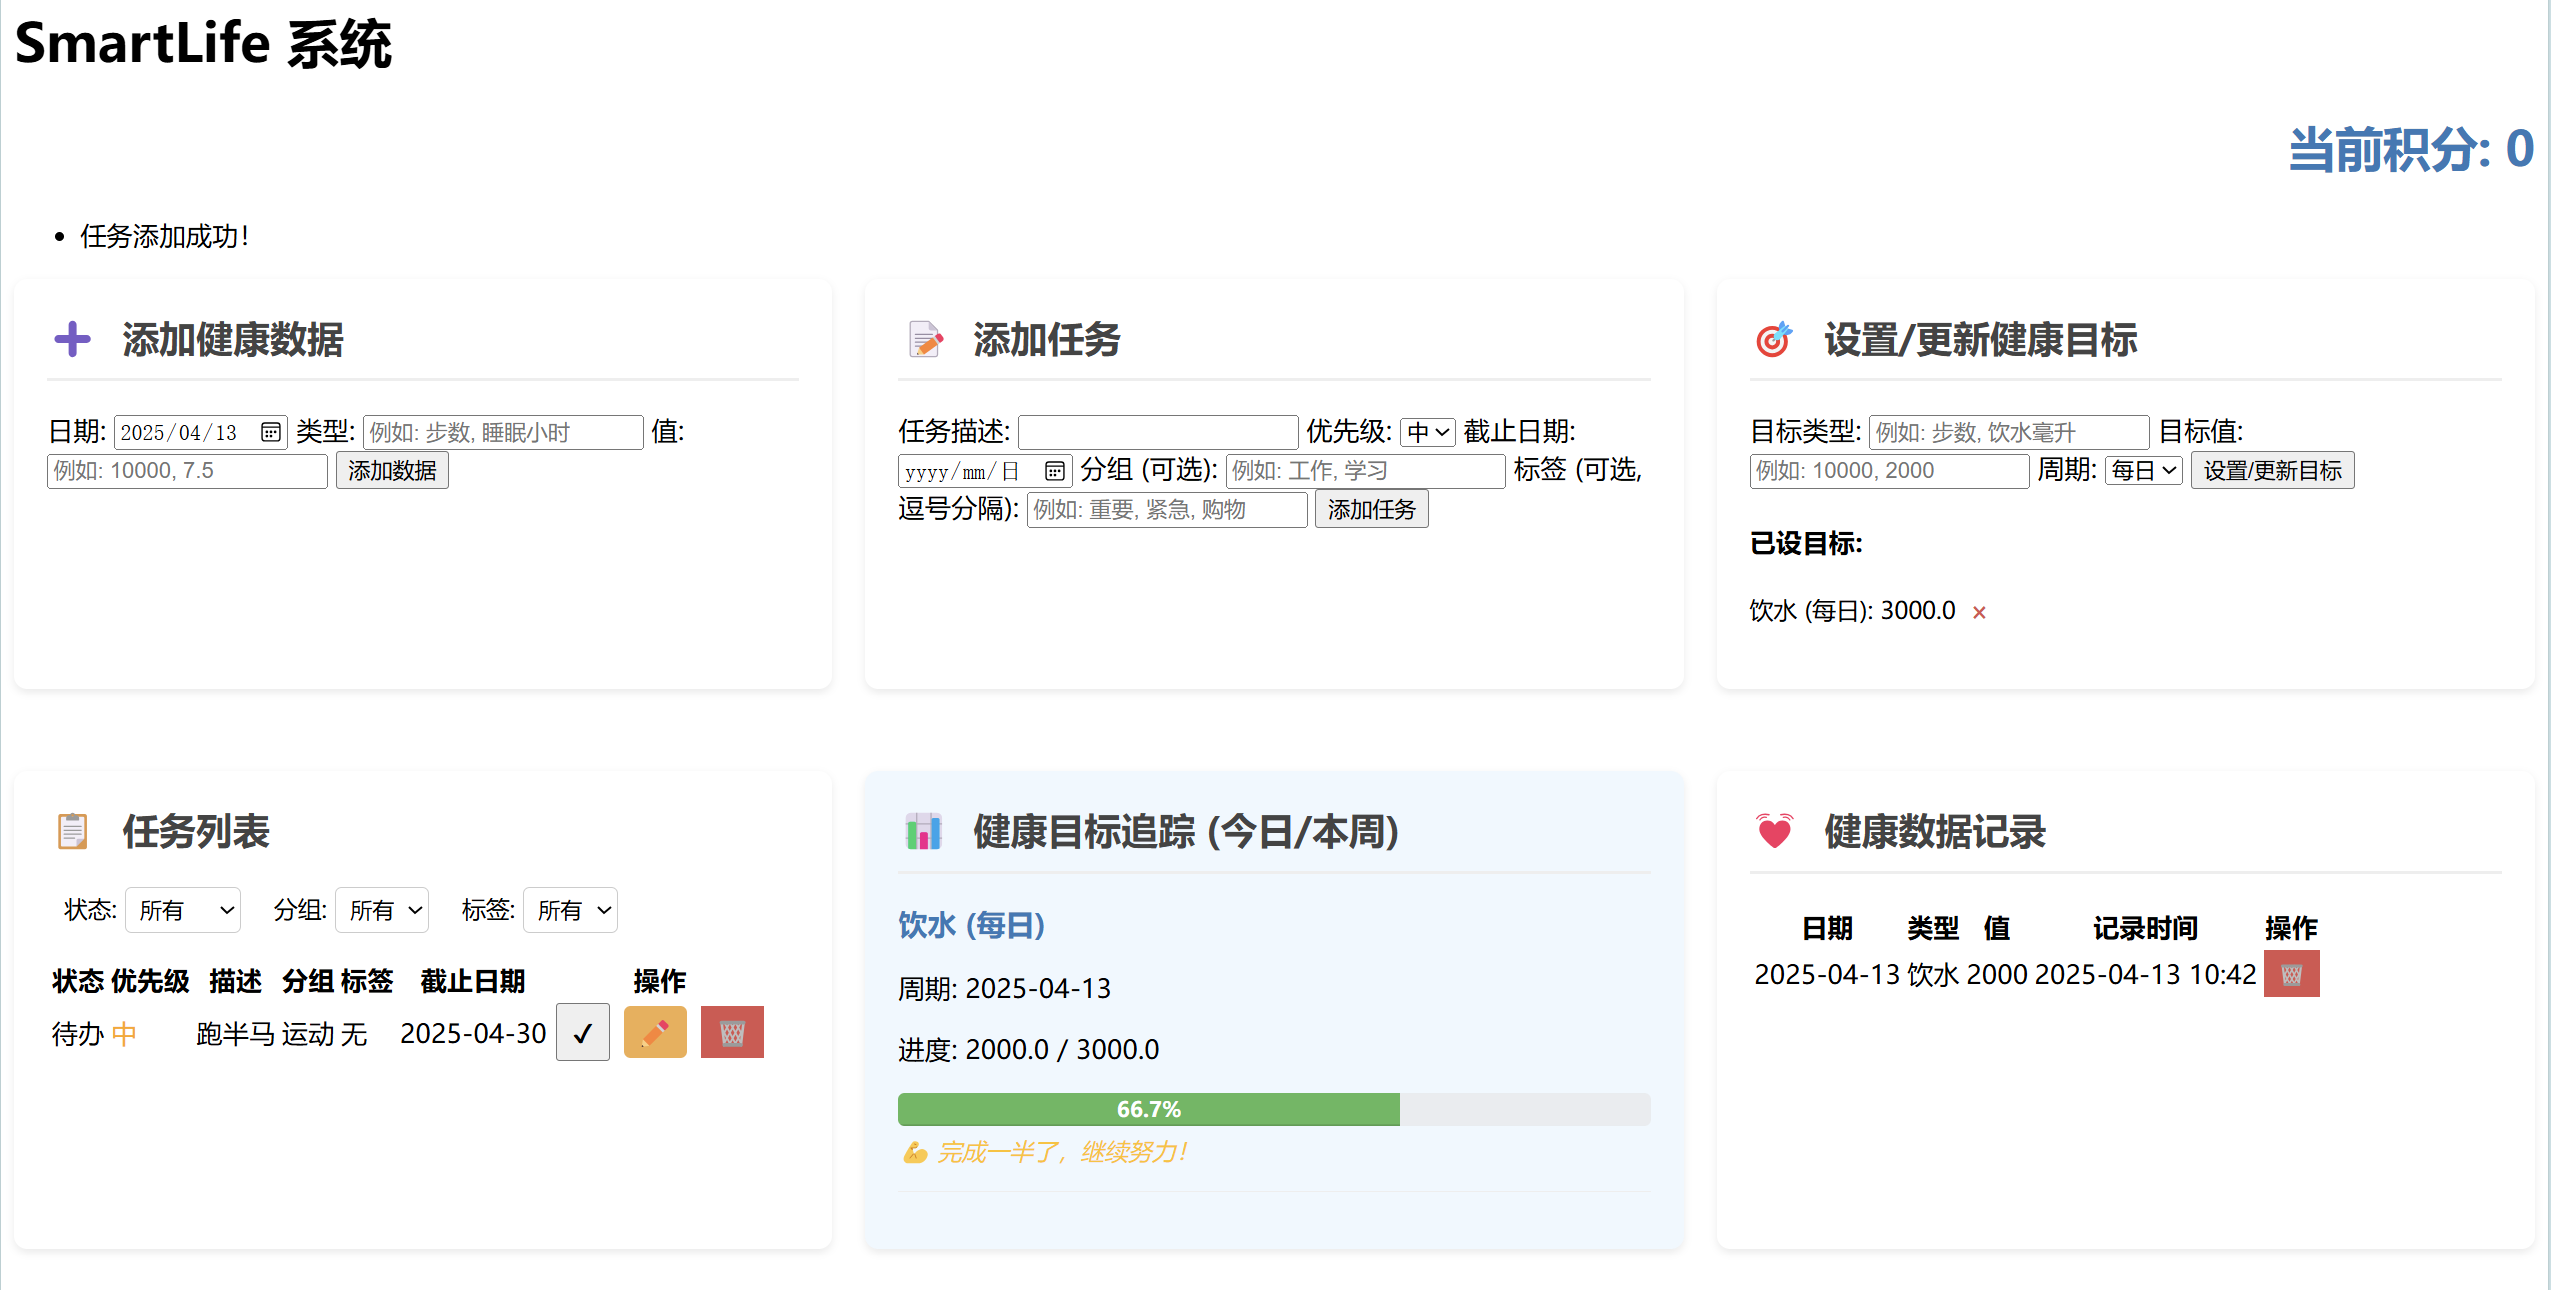 SmartLife 系统
当前积分: 0
任务添加成功！
添加健康数据
日期: 2025/04/13 类型: 例如: 步数, 睡眠小时 值:
例如: 10000, 7.5 添加数据
添加任务
任务描述: 优先级: 中 截止日期:
yyyy/mm/日 分组 (可选): 例如: 工作, 学习 标签 (可选,
逗号分隔): 例如: 重要, 紧急, 购物 添加任务
设置/更新健康目标
目标类型: 例如: 步数, 饮水毫升 目标值:
例如: 10000, 2000 周期: 每日 设置/更新目标
已设目标:
饮水 (每日): 3000.0 ×
任务列表
状态: 所有 分组: 所有 标签: 所有
状态 优先级 描述 分组 标签 截止日期 操作
待办 中 跑半马 运动 无 2025-04-30 ✓
健康目标追踪 (今日/本周)
饮水 (每日)
周期: 2025-04-13
进度: 2000.0 / 3000.0
66.7%
完成一半了，继续努力！
健康数据记录
日期 类型 值 记录时间 操作
2025-04-13 饮水 2000 2025-04-13 10:42